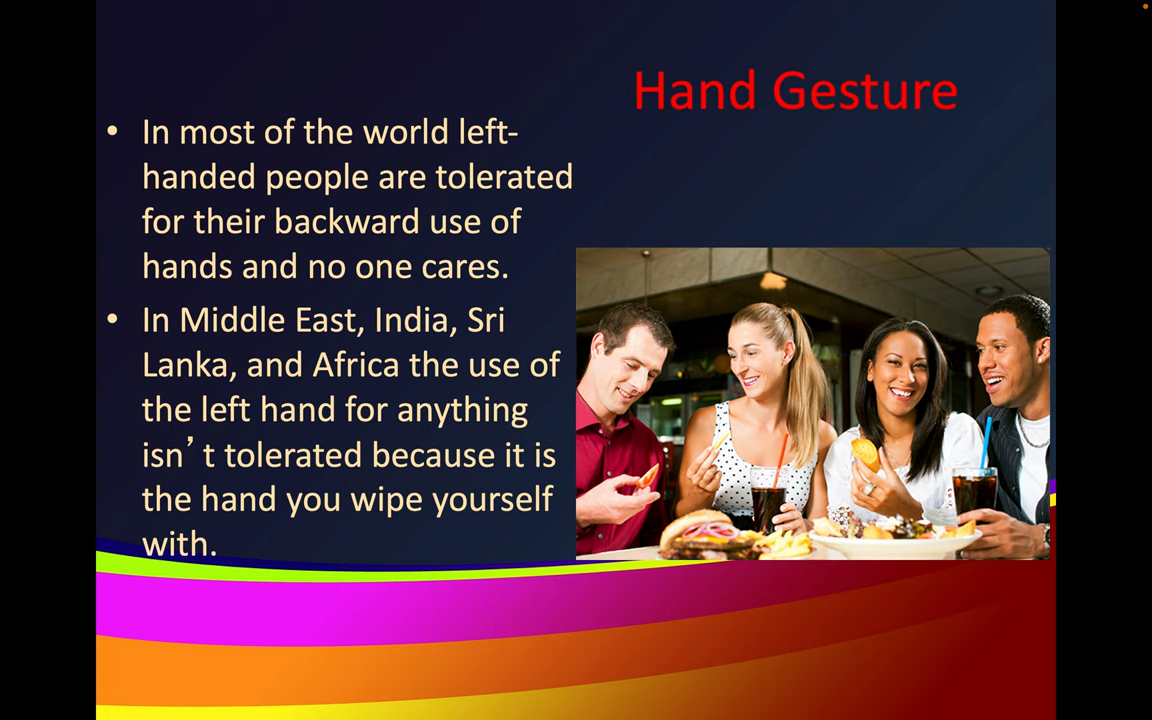 Hand Gesture
• In most of the world left-
handed people are tolerated
for their backward use of
hands and no one cares.
• In Middle East, India, Sri
Lanka, and Africa the use of
the left hand for anything
isn’ t tolerated because it is
the hand you wipe yourself
with.